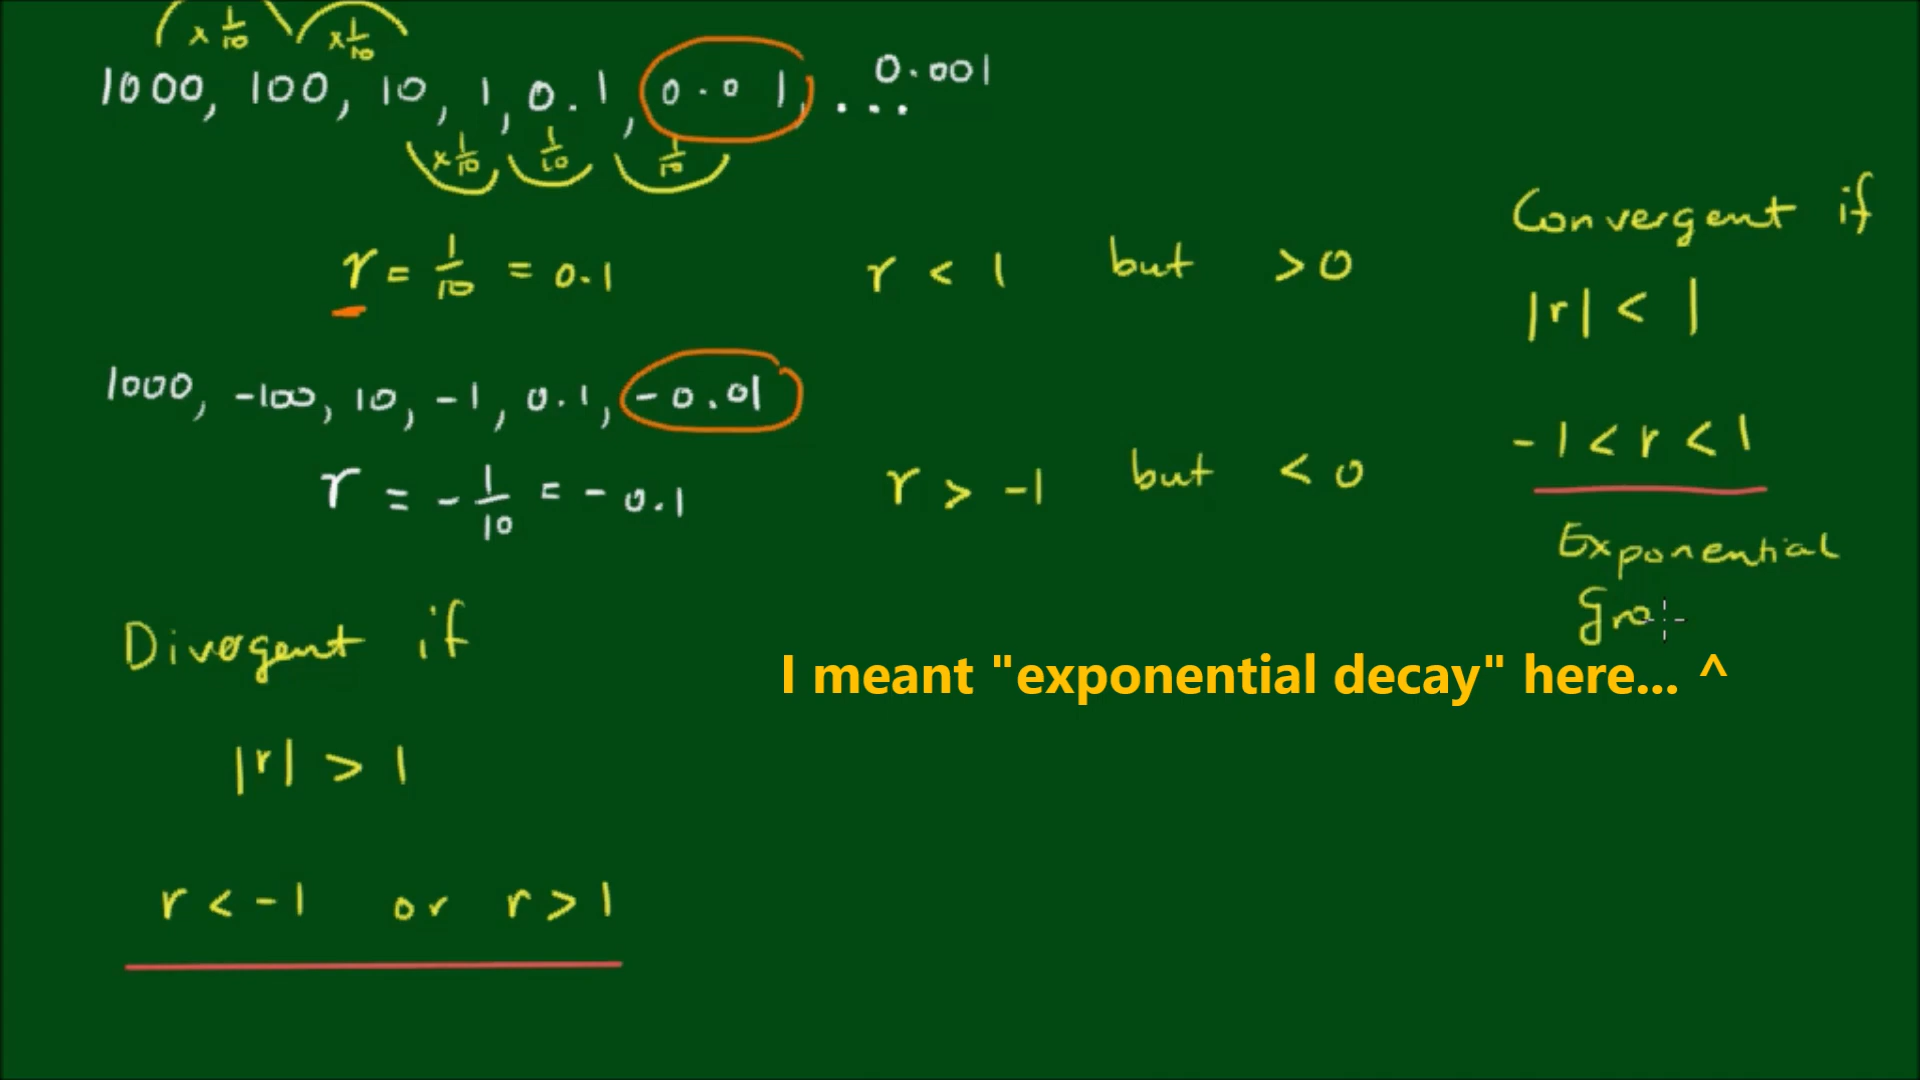 × 1/10 × 1/10
1000, 100, 10, 1, 0.1, 0.01, ... 0.001
× 1/10 1/10 1/10
r = 1/10 = 0.1 r < 1 but > 0
Convergent if
|r| < 1
1000, -100, 10, -1, 0.1, -0.01
-1 < r < 1
r = -1/10 = -0.1 r > -1 but < 0
Exponential
Gro
Divergent if
I meant "exponential decay" here... ^
|r| > 1
r < -1 or r > 1